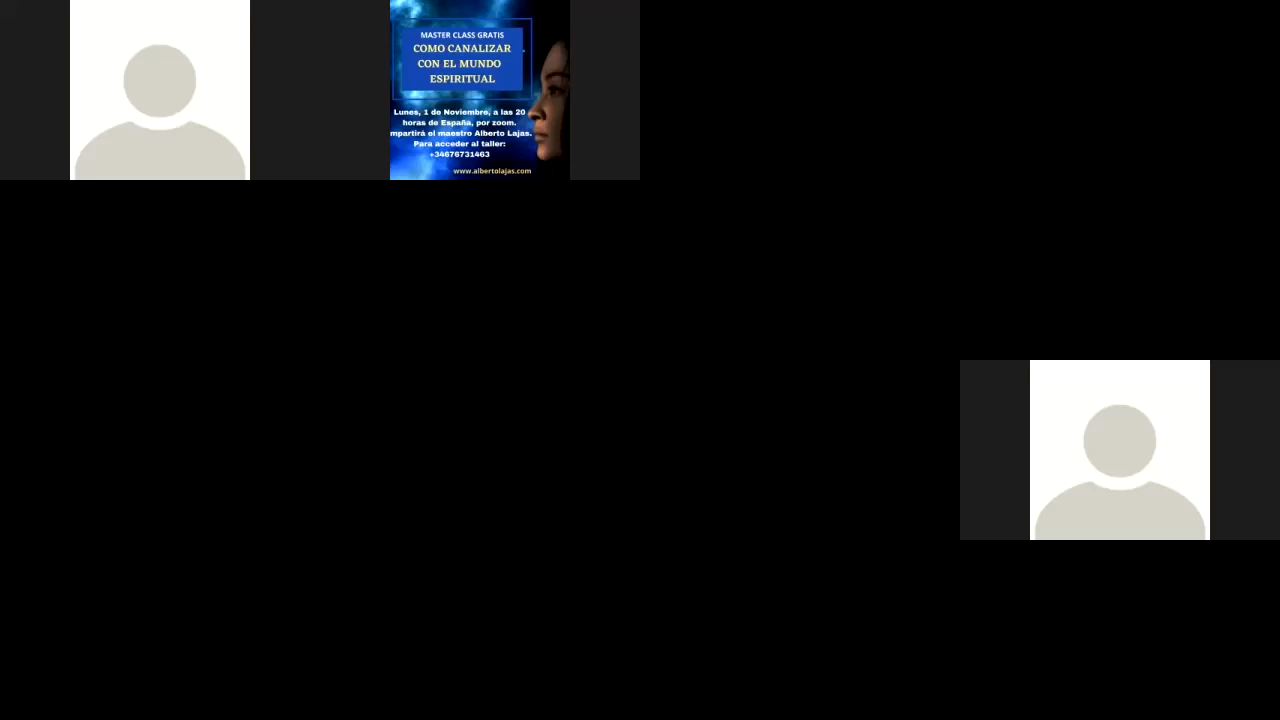 MASTER CLASS GRATIS
COMO CANALIZAR
CON EL MUNDO
ESPIRITUAL
Lunes, 1 de Noviembre, a las 20
horas de España, por zoom.
mpartirá el maestro Alberto Lajas.
Para acceder al taller:
+34676731463
www.albertolajas.com